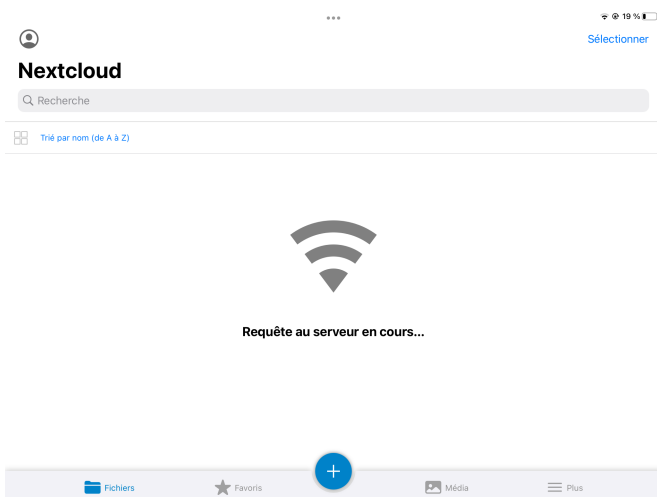 19 %
Sélectionner
Nextcloud
Recherche
Trié par nom (de A à Z)
Requête au serveur en cours...
Fichiers
Favoris
Média
Plus